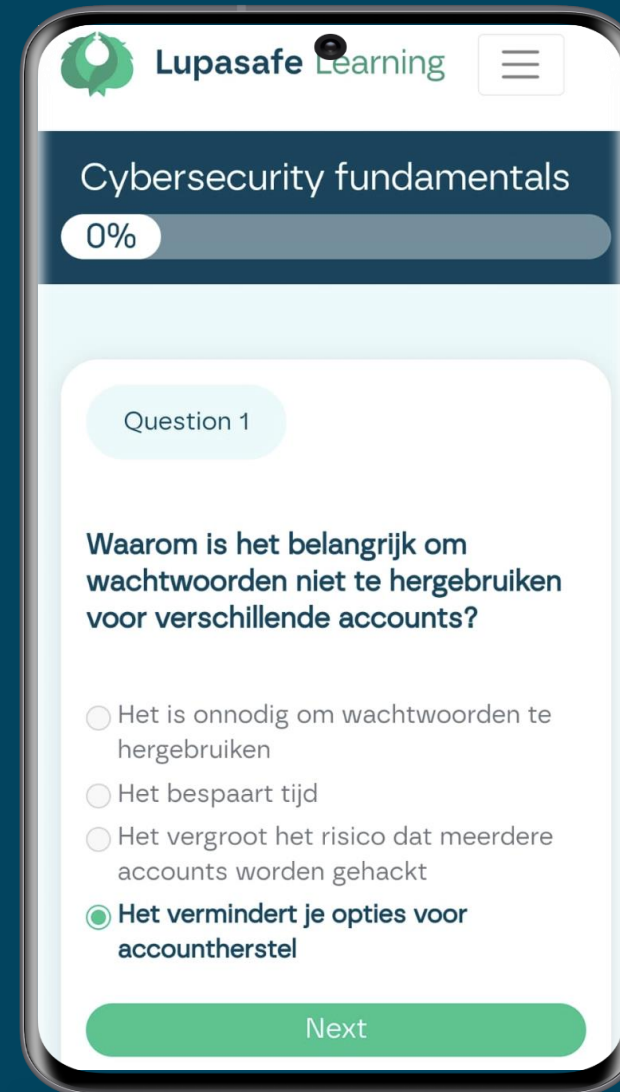 Lupasafe Learning
Cybersecurity fundamentals
0%
Question 1
Waarom is het belangrijk om
wachtwoorden niet te hergebruiken
voor verschillende accounts?
Het is onnodig om wachtwoorden te
hergebruiken
Het bespaart tijd
Het vergroot het risico dat meerdere
accounts worden gehackt
Het vermindert je opties voor
accountherstel
Next